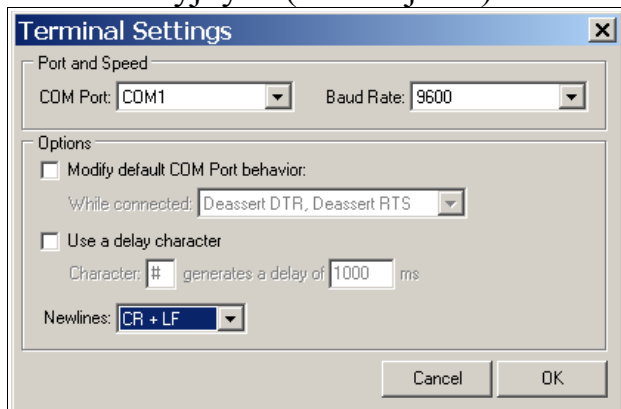 Terminal Settings
Port and Speed
COM Port: COM1 Baud Rate: 9600
Options
Modify default COM Port behavior:
While connected: Deassert DTR, Deassert RTS
Use a delay character
Character: # generates a delay of 1000 ms
Newlines: CR + LF
Cancel OK